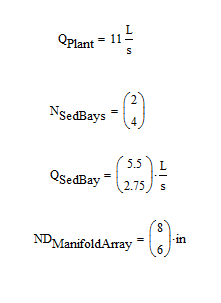 Q_Plant = 11 L/s
N_SedBays = (2 4)
Q_SedBay = (5.5 2.75) · L/s
ND_ManifoldArray = (8 6) · in